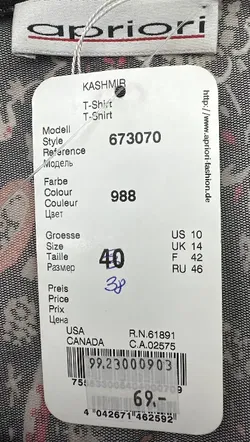 apriori
KASHMIR
T-Shirt
T-Shirt
http://www.apriori-fashion.de
Modell
Style 673070
Reference
Модель
Farbe
Colour 988
Couleur
Цвет
Groesse US 10
Size UK 14
Taille 40 F 42
Размер RU 46
38
Preis
Price
Prix
Цена
USA R.N.61891
CANADA C.A.02575
99.23000903
69.-
4 042671 462592